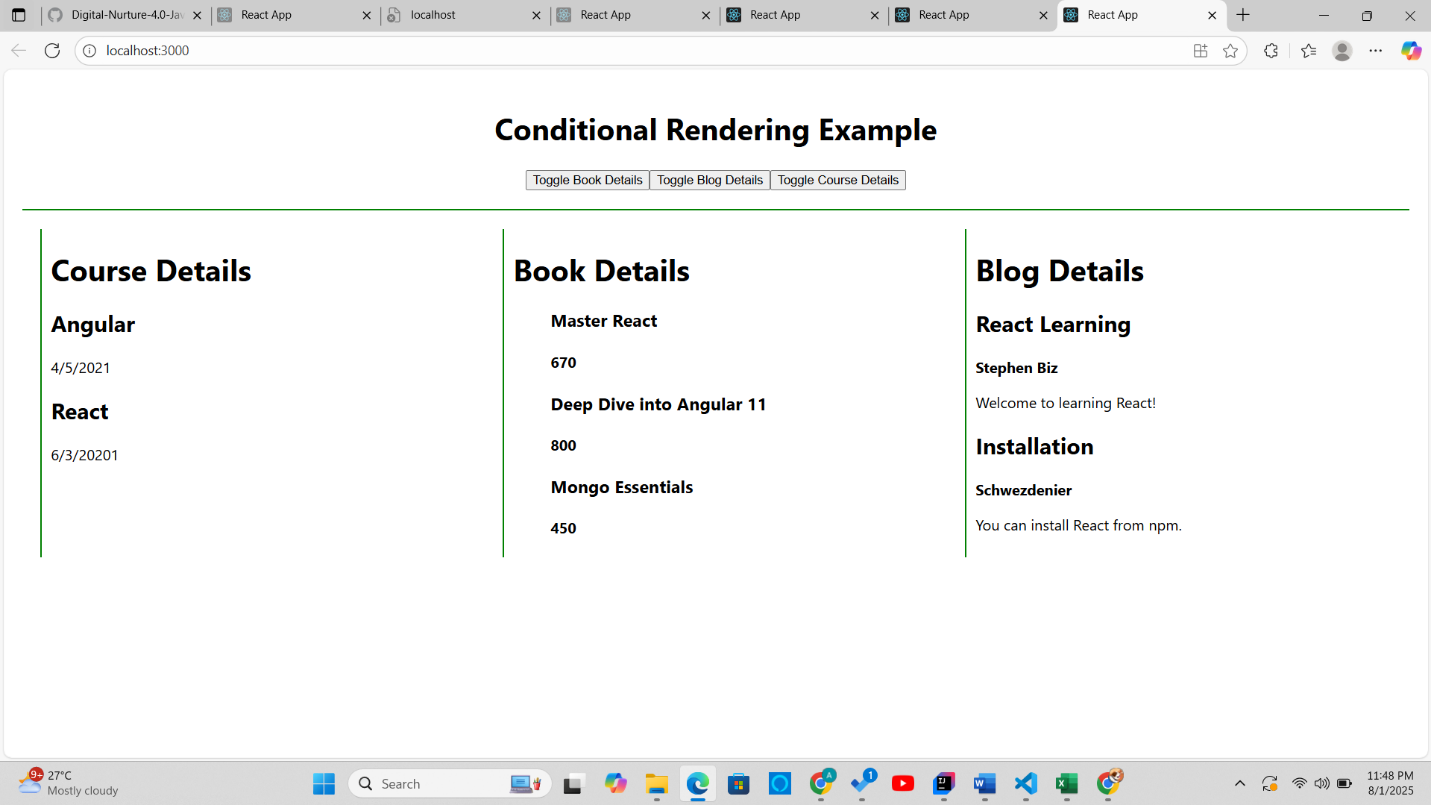 Digital-Nurture-4.0-Jav
React App
localhost
React App
React App
React App
React App
localhost:3000
Conditional Rendering Example
Toggle Book Details Toggle Blog Details Toggle Course Details
Course Details
Angular
4/5/2021
React
6/3/20201
Book Details
Master React
670
Deep Dive into Angular 11
800
Mongo Essentials
450
Blog Details
React Learning
Stephen Biz
Welcome to learning React!
Installation
Schwezdenier
You can install React from npm.
9+
27°C
Mostly cloudy
Search
A
1
11:48 PM
8/1/2025